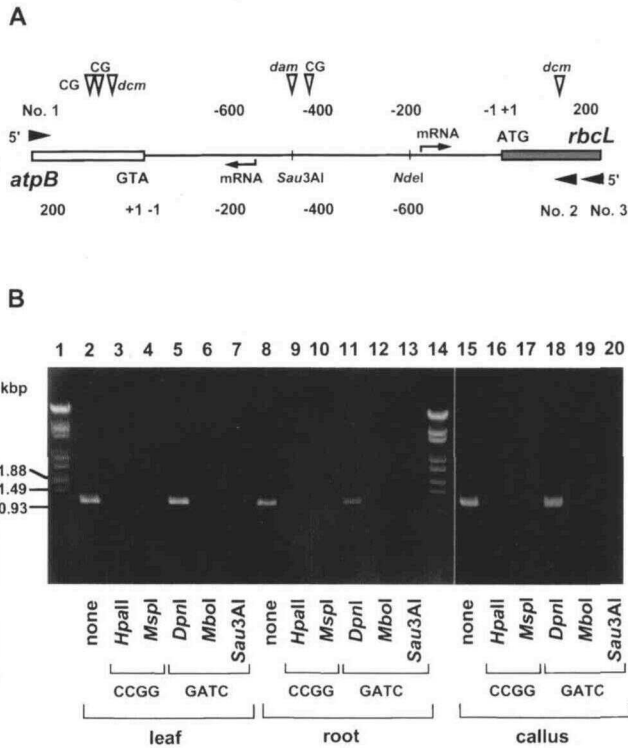 A
CG
dam CG
dcm
CG dcm
No. 1 -600 -400 -200 -1 +1 200
5' mRNA ATG rbcL
atpB GTA mRNA Sau3AI NdeI 5'
200 +1 -1 -200 -400 -600 No. 2 No. 3
B
1 2 3 4 5 6 7 8 9 10 11 12 13 14 15 16 17 18 19 20
kbp
1.88
1.49
0.93
none HpaII MspI DpnI MboI Sau3AI none HpaII MspI DpnI MboI Sau3AI none HpaII MspI DpnI MboI Sau3AI
CCGG GATC CCGG GATC CCGG GATC
leaf root callus